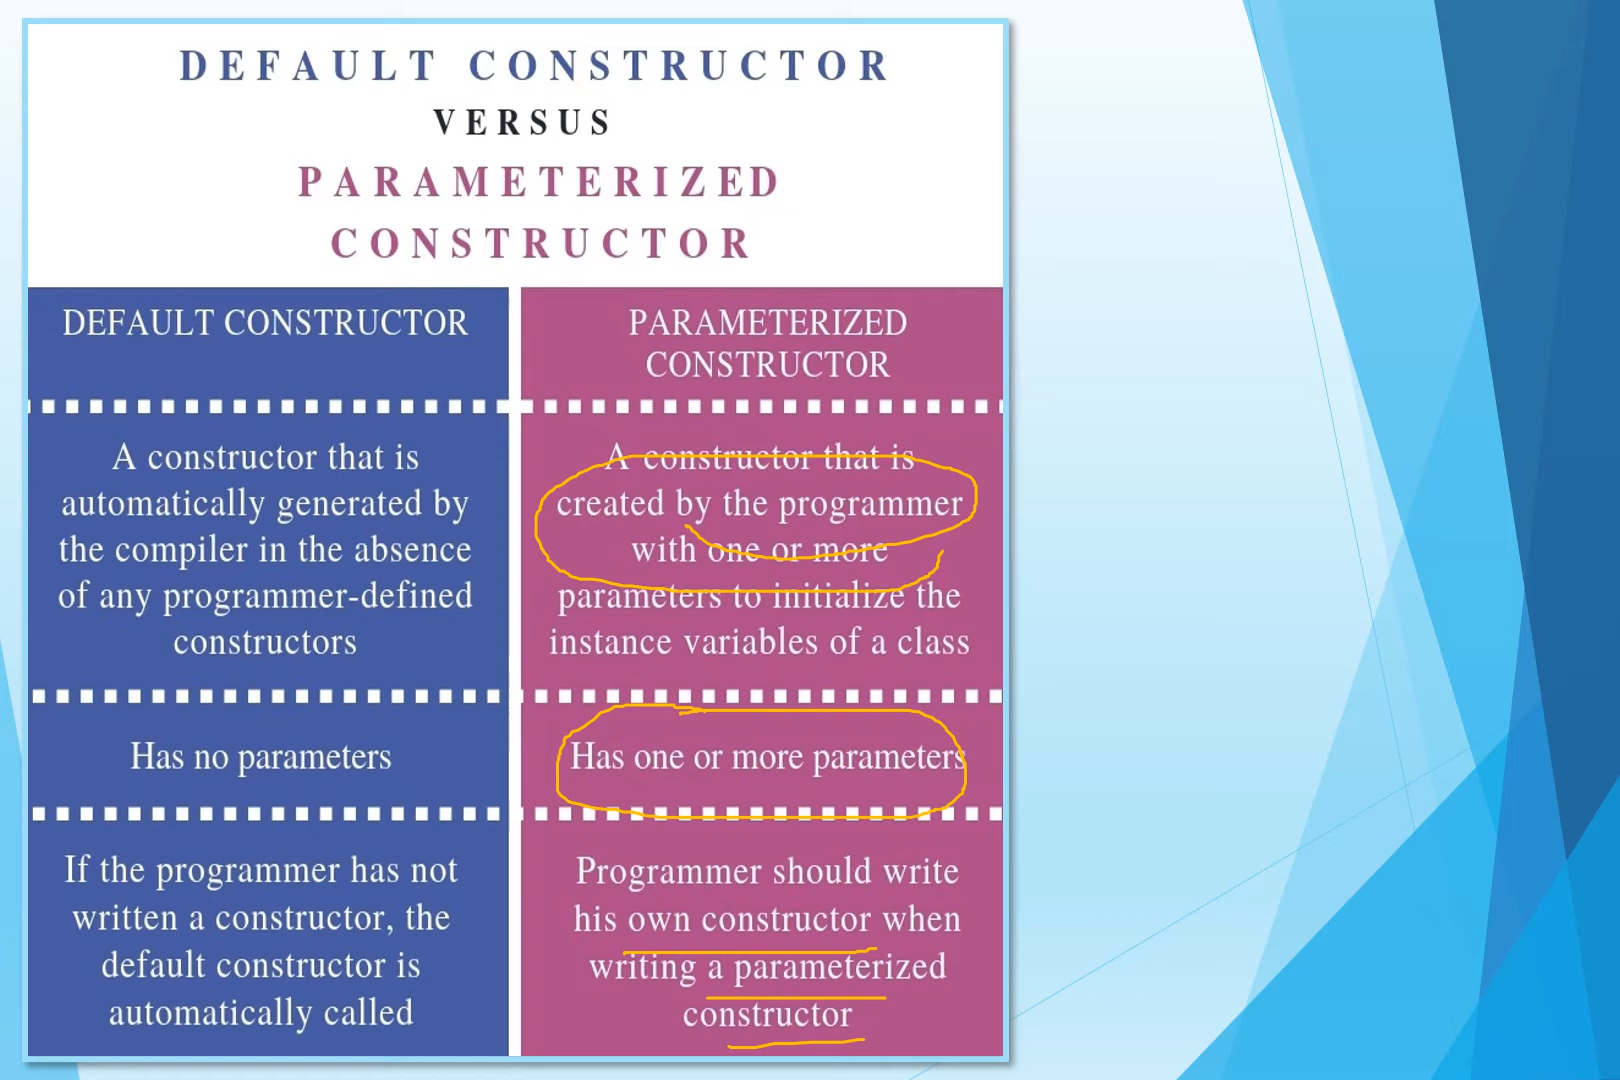 DEFAULT CONSTRUCTOR
VERSUS
PARAMETERIZED
CONSTRUCTOR
DEFAULT CONSTRUCTOR
A constructor that is
automatically generated by
the compiler in the absence
of any programmer-defined
constructors
Has no parameters
If the programmer has not
written a constructor, the
default constructor is
automatically called
PARAMETERIZED
CONSTRUCTOR
A constructor that is
created by the programmer
with one or more
parameters to initialize the
instance variables of a class
Has one or more parameters
Programmer should write
his own constructor when
writing a parameterized
constructor